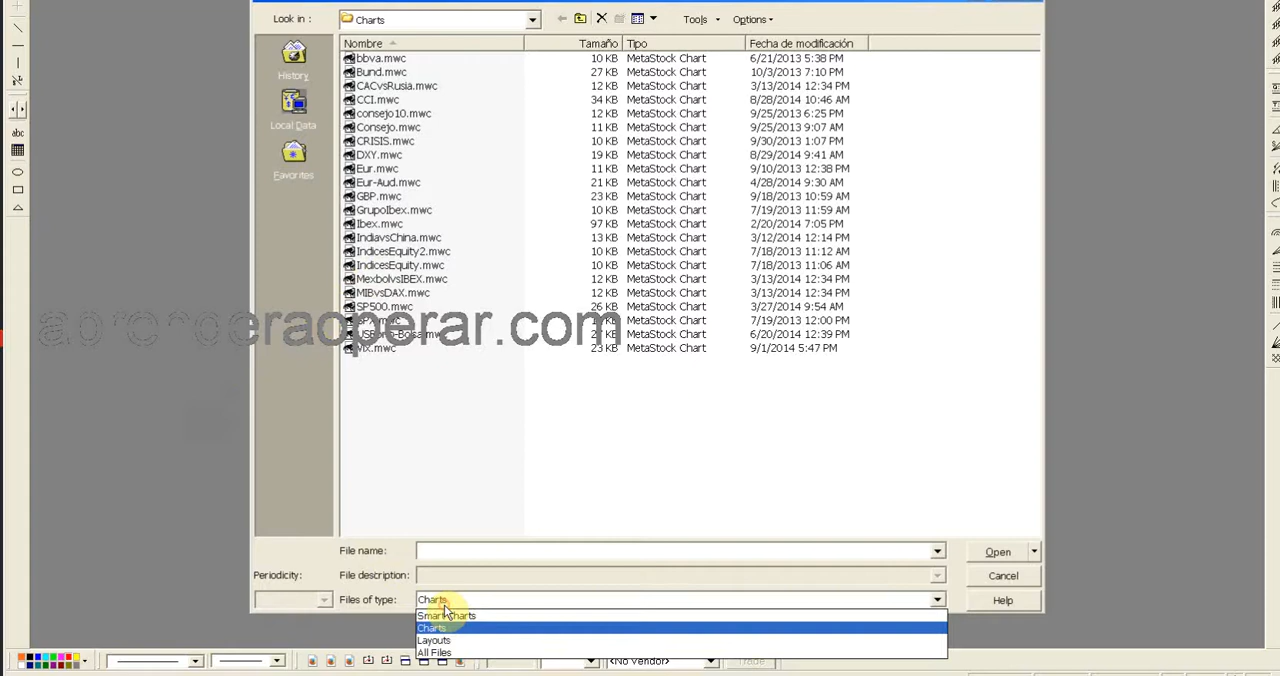 Look in :
Charts
Tools
Options
History
Local Data
Favorites
abc
Nombre Tamaño Tipo Fecha de modificación
bbva.mwc 10 KB MetaStock Chart 6/21/2013 5:38 PM
Bund.mwc 27 KB MetaStock Chart 10/3/2013 7:10 PM
CACvsRusia.mwc 12 KB MetaStock Chart 3/13/2014 12:34 PM
CCI.mwc 34 KB MetaStock Chart 8/28/2014 10:46 AM
consejo10.mwc 12 KB MetaStock Chart 9/25/2013 6:25 PM
Consejo.mwc 11 KB MetaStock Chart 9/25/2013 9:07 AM
CRISIS.mwc 10 KB MetaStock Chart 9/30/2013 1:07 PM
DXY.mwc 19 KB MetaStock Chart 8/29/2014 9:41 AM
Eur.mwc 11 KB MetaStock Chart 9/10/2013 12:38 PM
Eur-Aud.mwc 21 KB MetaStock Chart 4/28/2014 9:30 AM
GBP.mwc 23 KB MetaStock Chart 9/18/2013 10:59 AM
GrupoIbex.mwc 10 KB MetaStock Chart 7/19/2013 11:59 AM
Ibex.mwc 97 KB MetaStock Chart 2/20/2014 7:05 PM
IndiavsChina.mwc 13 KB MetaStock Chart 3/12/2014 12:14 PM
IndicesEquity2.mwc 10 KB MetaStock Chart 7/18/2013 11:12 AM
IndicesEquity.mwc 10 KB MetaStock Chart 7/18/2013 11:06 AM
MexbolvsIBEX.mwc 12 KB MetaStock Chart 3/13/2014 12:34 PM
MIBvsDAX.mwc 12 KB MetaStock Chart 3/13/2014 12:34 PM
SP500.mwc 26 KB MetaStock Chart 3/27/2014 9:54 AM
KB MetaStock Chart 7/19/2013 12:00 PM
KB MetaStock Chart 6/20/2014 12:39 PM
vix.mwc 23 KB MetaStock Chart 9/1/2014 5:47 PM
aprenderaoperar.com
File name:
Open
Periodicity:
File description:
Cancel
Files of type:
Charts
Help
Smart Charts
Charts
Layouts
All Files
<No Vendor>
Trade